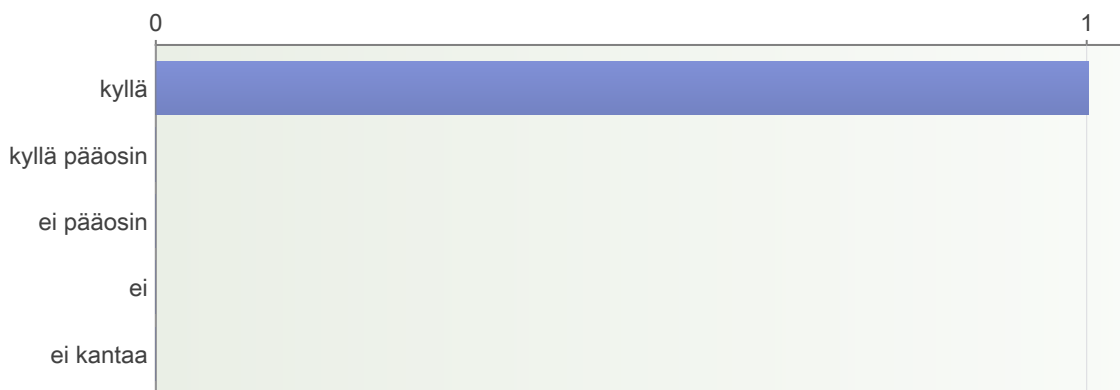 0 1
kyllä
kyllä pääosin
ei pääosin
ei
ei kantaa